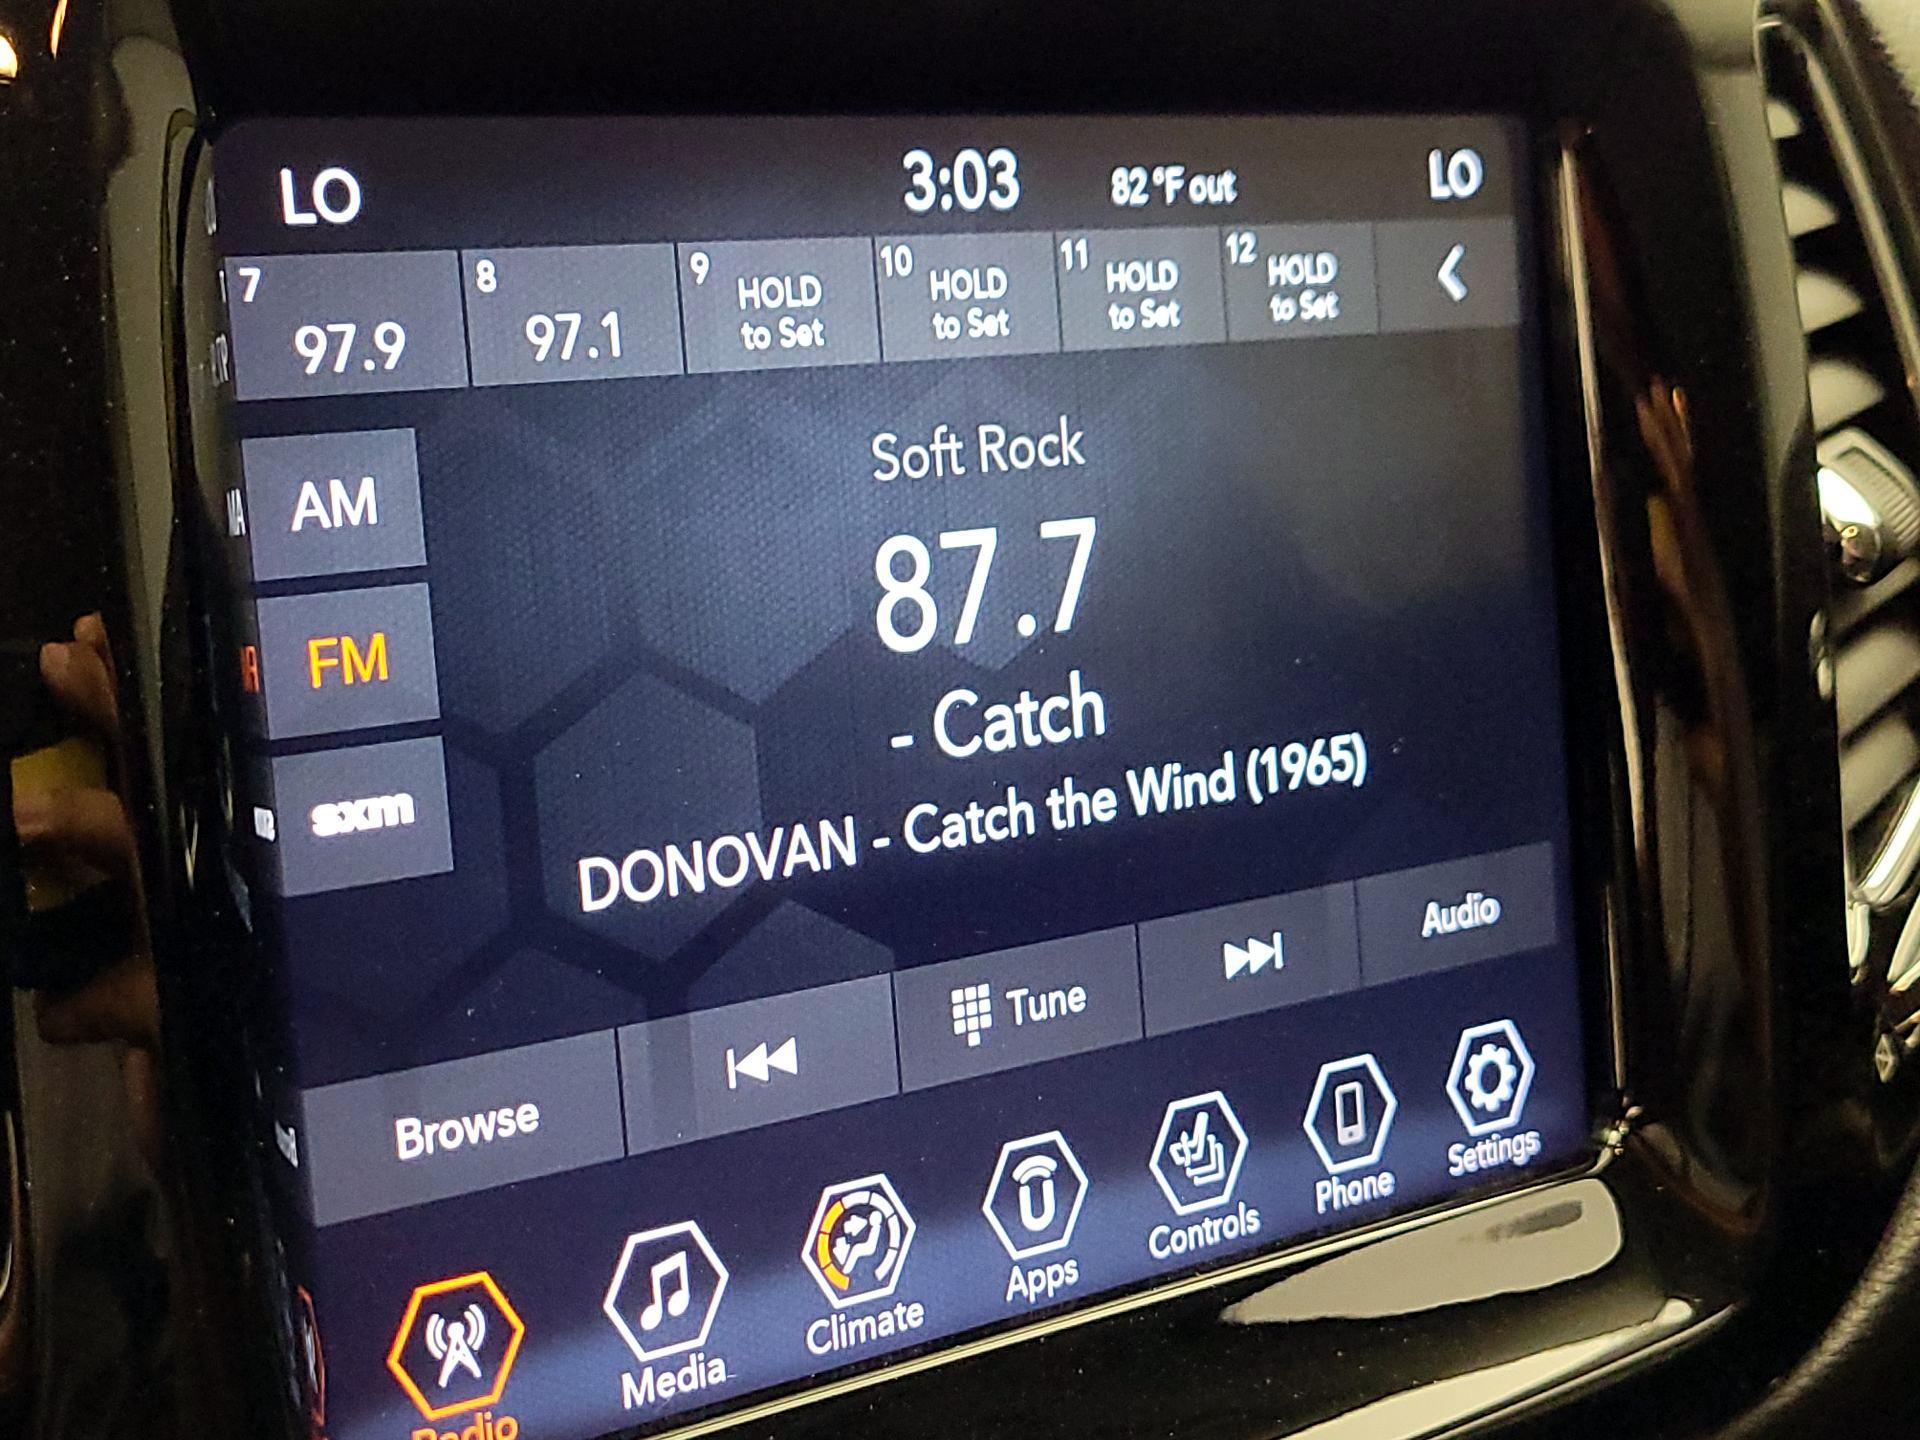 LO 3:03 82°F out LO
7 97.9
8 97.1
9 HOLD to Set
10 HOLD to Set
11 HOLD to Set
12 HOLD to Set
Soft Rock
AM
87.7
FM
- Catch
sxm
DONOVAN - Catch the Wind (1965)
Browse
Tune
Audio
Radio
Media
Climate
Apps
Controls
Phone
Settings